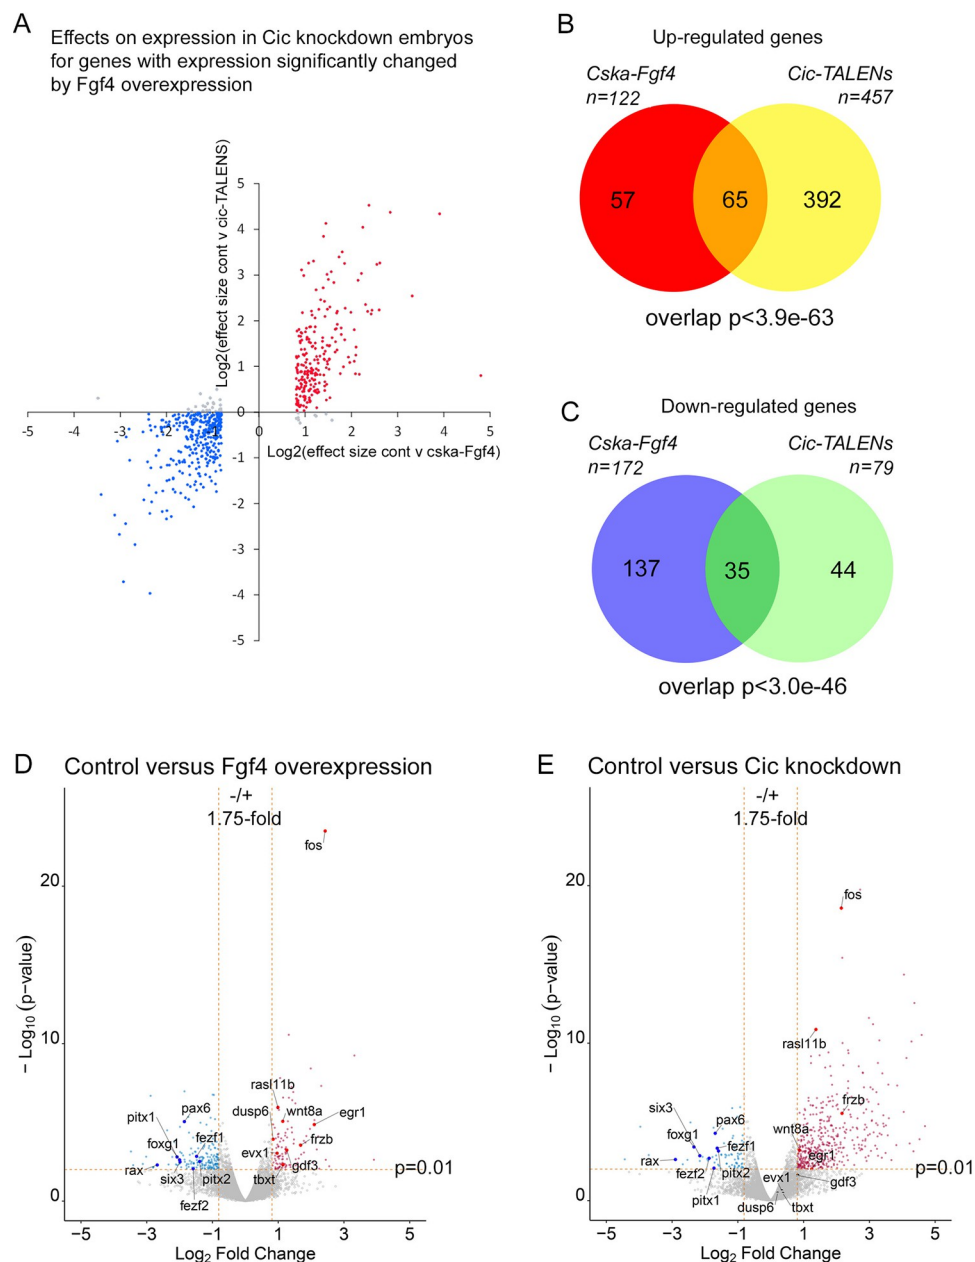 A
Effects on expression in Cic knockdown embryos
for genes with expression significantly changed
by Fgf4 overexpression
Log2(effect size cont v cic-TALENS)
5
4
3
2
1
0
-1
-2
-3
-4
-5
-5
-4
-3
-2
-1
0
1
2
3
4
5
Log2(effect size cont v cska-Fgf4)
B
Up-regulated genes
Cska-Fgf4
n=122
Cic-TALENs
n=457
57
65
392
overlap p<3.9e-63
C
Down-regulated genes
Cska-Fgf4
n=172
Cic-TALENs
n=79
137
35
44
overlap p<3.0e-46
D
Control versus Fgf4 overexpression
-/+
1.75-fold
fos
20
− Log10 (p−value)
10
rasl11b
pax6
dusp6
wnt8a
egr1
pitx1
foxg1
fezf1
frzb
evx1
rax
gdf3
p=0.01
six3
pitx2
tbxt
fezf2
0
−5
−3
−1
1
3
5
Log2 Fold Change
E
Control versus Cic knockdown
-/+
1.75-fold
fos
20
− Log10 (p−value)
10
rasl11b
six3
pax6
frzb
foxg1
fezf1
wnt8a
rax
egr1
fezf2
pitx2
p=0.01
evx1
gdf3
pitx1
dusp6
tbxt
0
−5
−3
−1
1
3
5
Log2 Fold Change